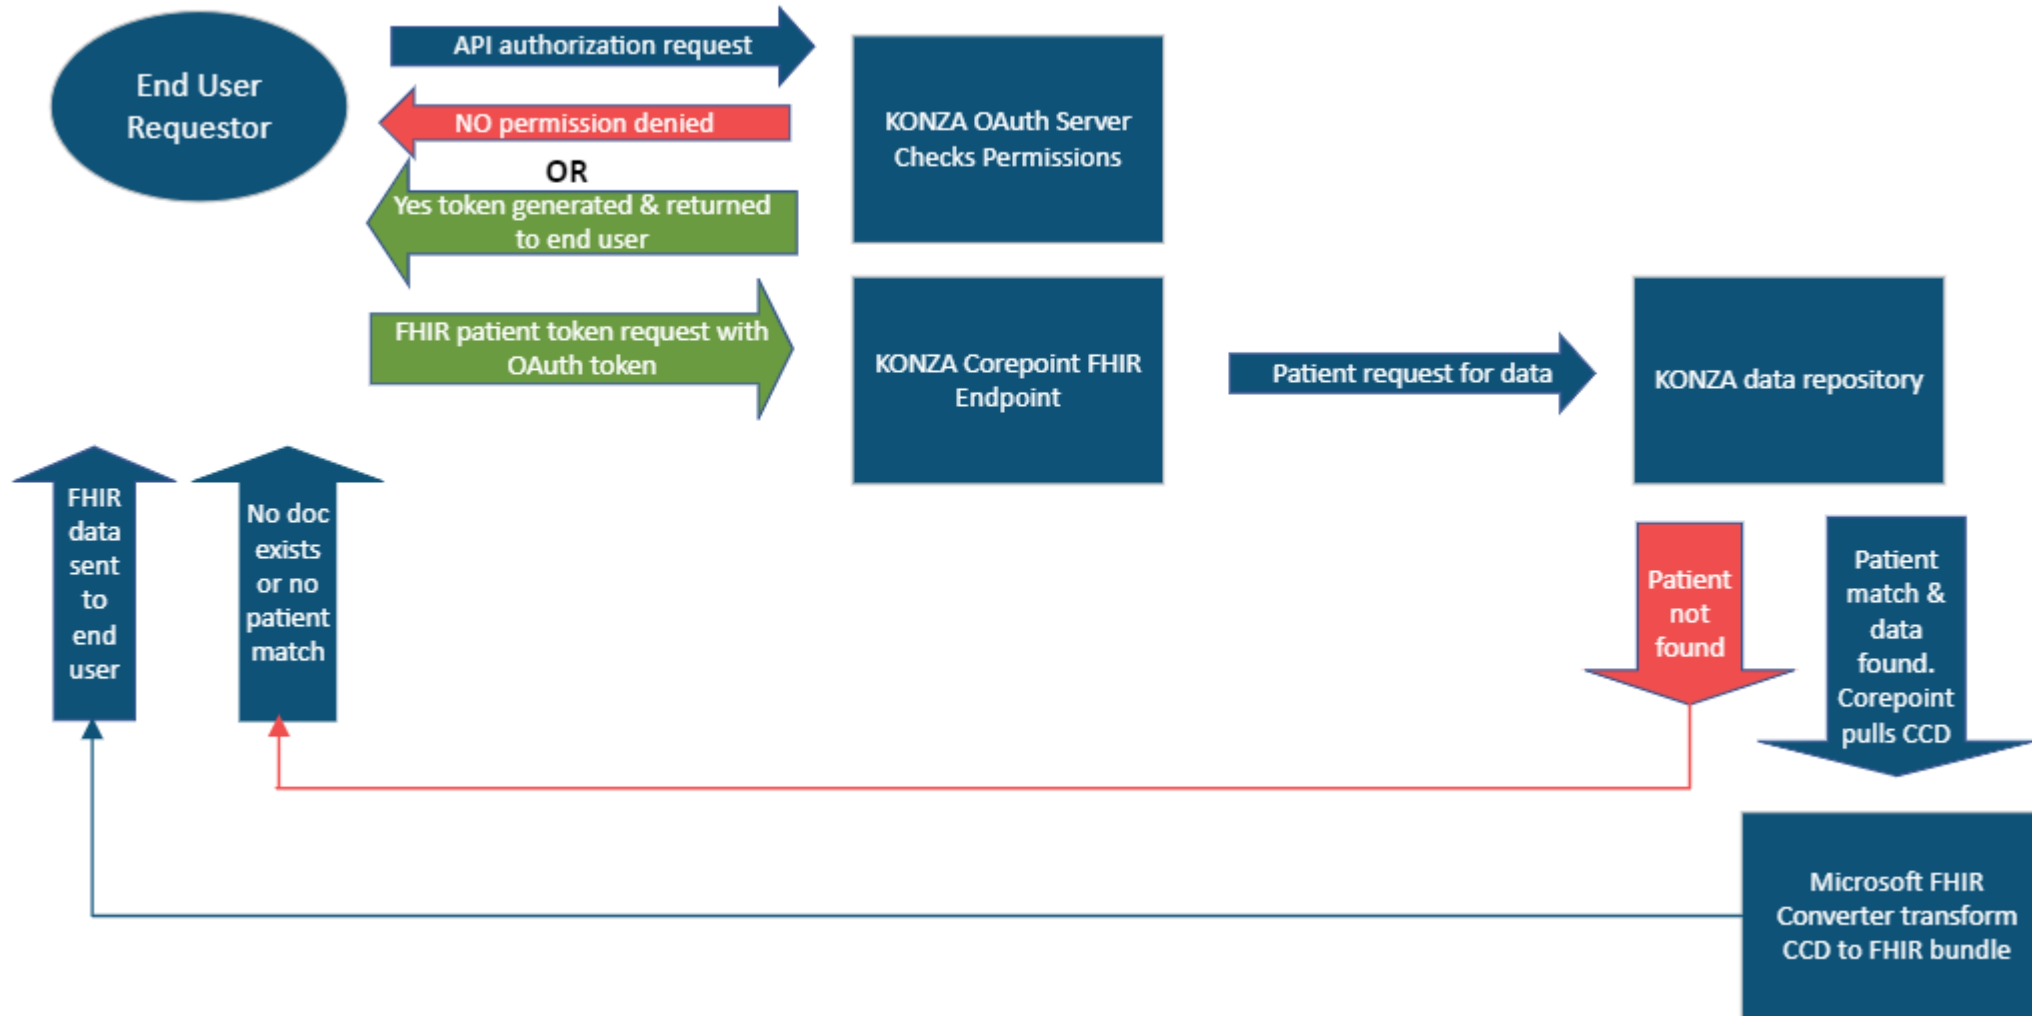 End User
Requestor
API authorization request
NO permission denied
OR
Yes token generated & returned
to end user
KONZA OAuth Server
Checks Permissions
FHIR patient token request with
OAuth token
KONZA Corepoint FHIR
Endpoint
Patient request for data
KONZA data repository
FHIR
data
sent
to
end
user
No doc
exists
or no
patient
match
Patient
not
found
Patient
match &
data
found.
Corepoint
pulls CCD
Microsoft FHIR
Converter transform
CCD to FHIR bundle